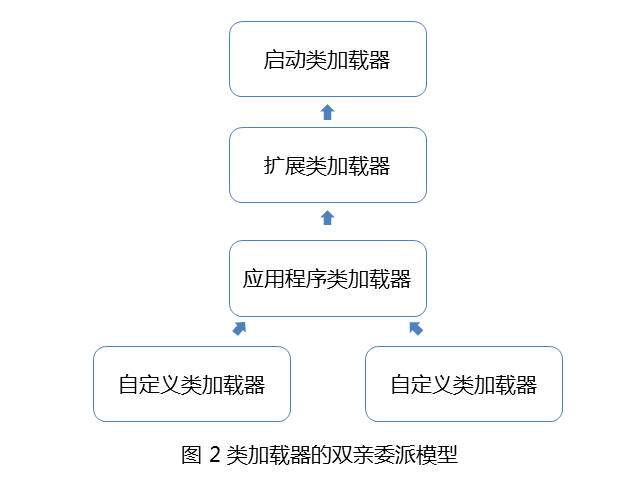 启动类加载器
扩展类加载器
应用程序类加载器
自定义类加载器
自定义类加载器
图 2 类加载器的双亲委派模型